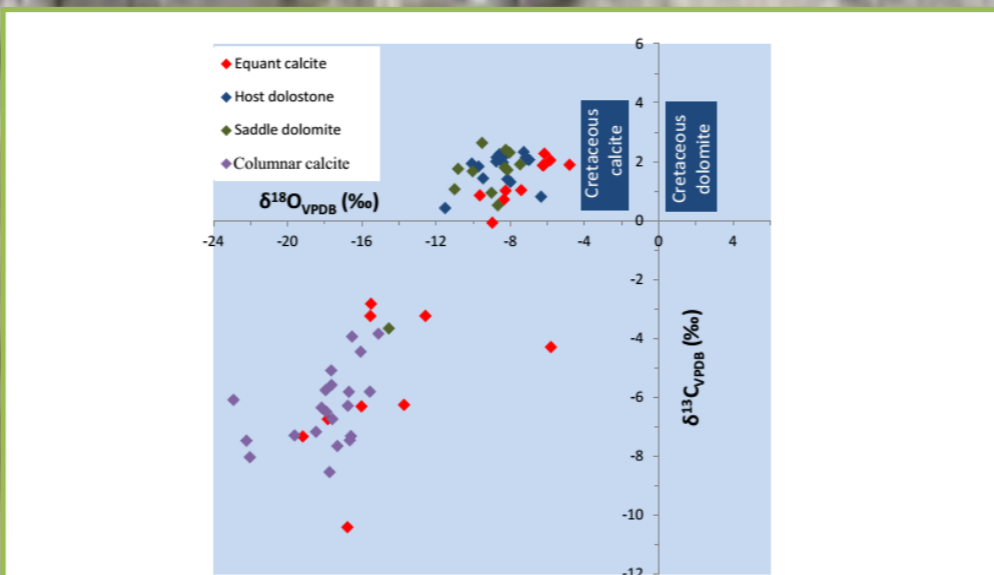 6
Equant calcite
Host dolostone
Saddle dolomite
Columnar calcite
4
2
Cretaceous
calcite
Cretaceous
dolomite
δ18OVPDB (‰)
0
-24 -20 -16 -12 -8 -4 0 4
-2
-4
δ13CVPDB (‰)
-6
-8
-10
-12